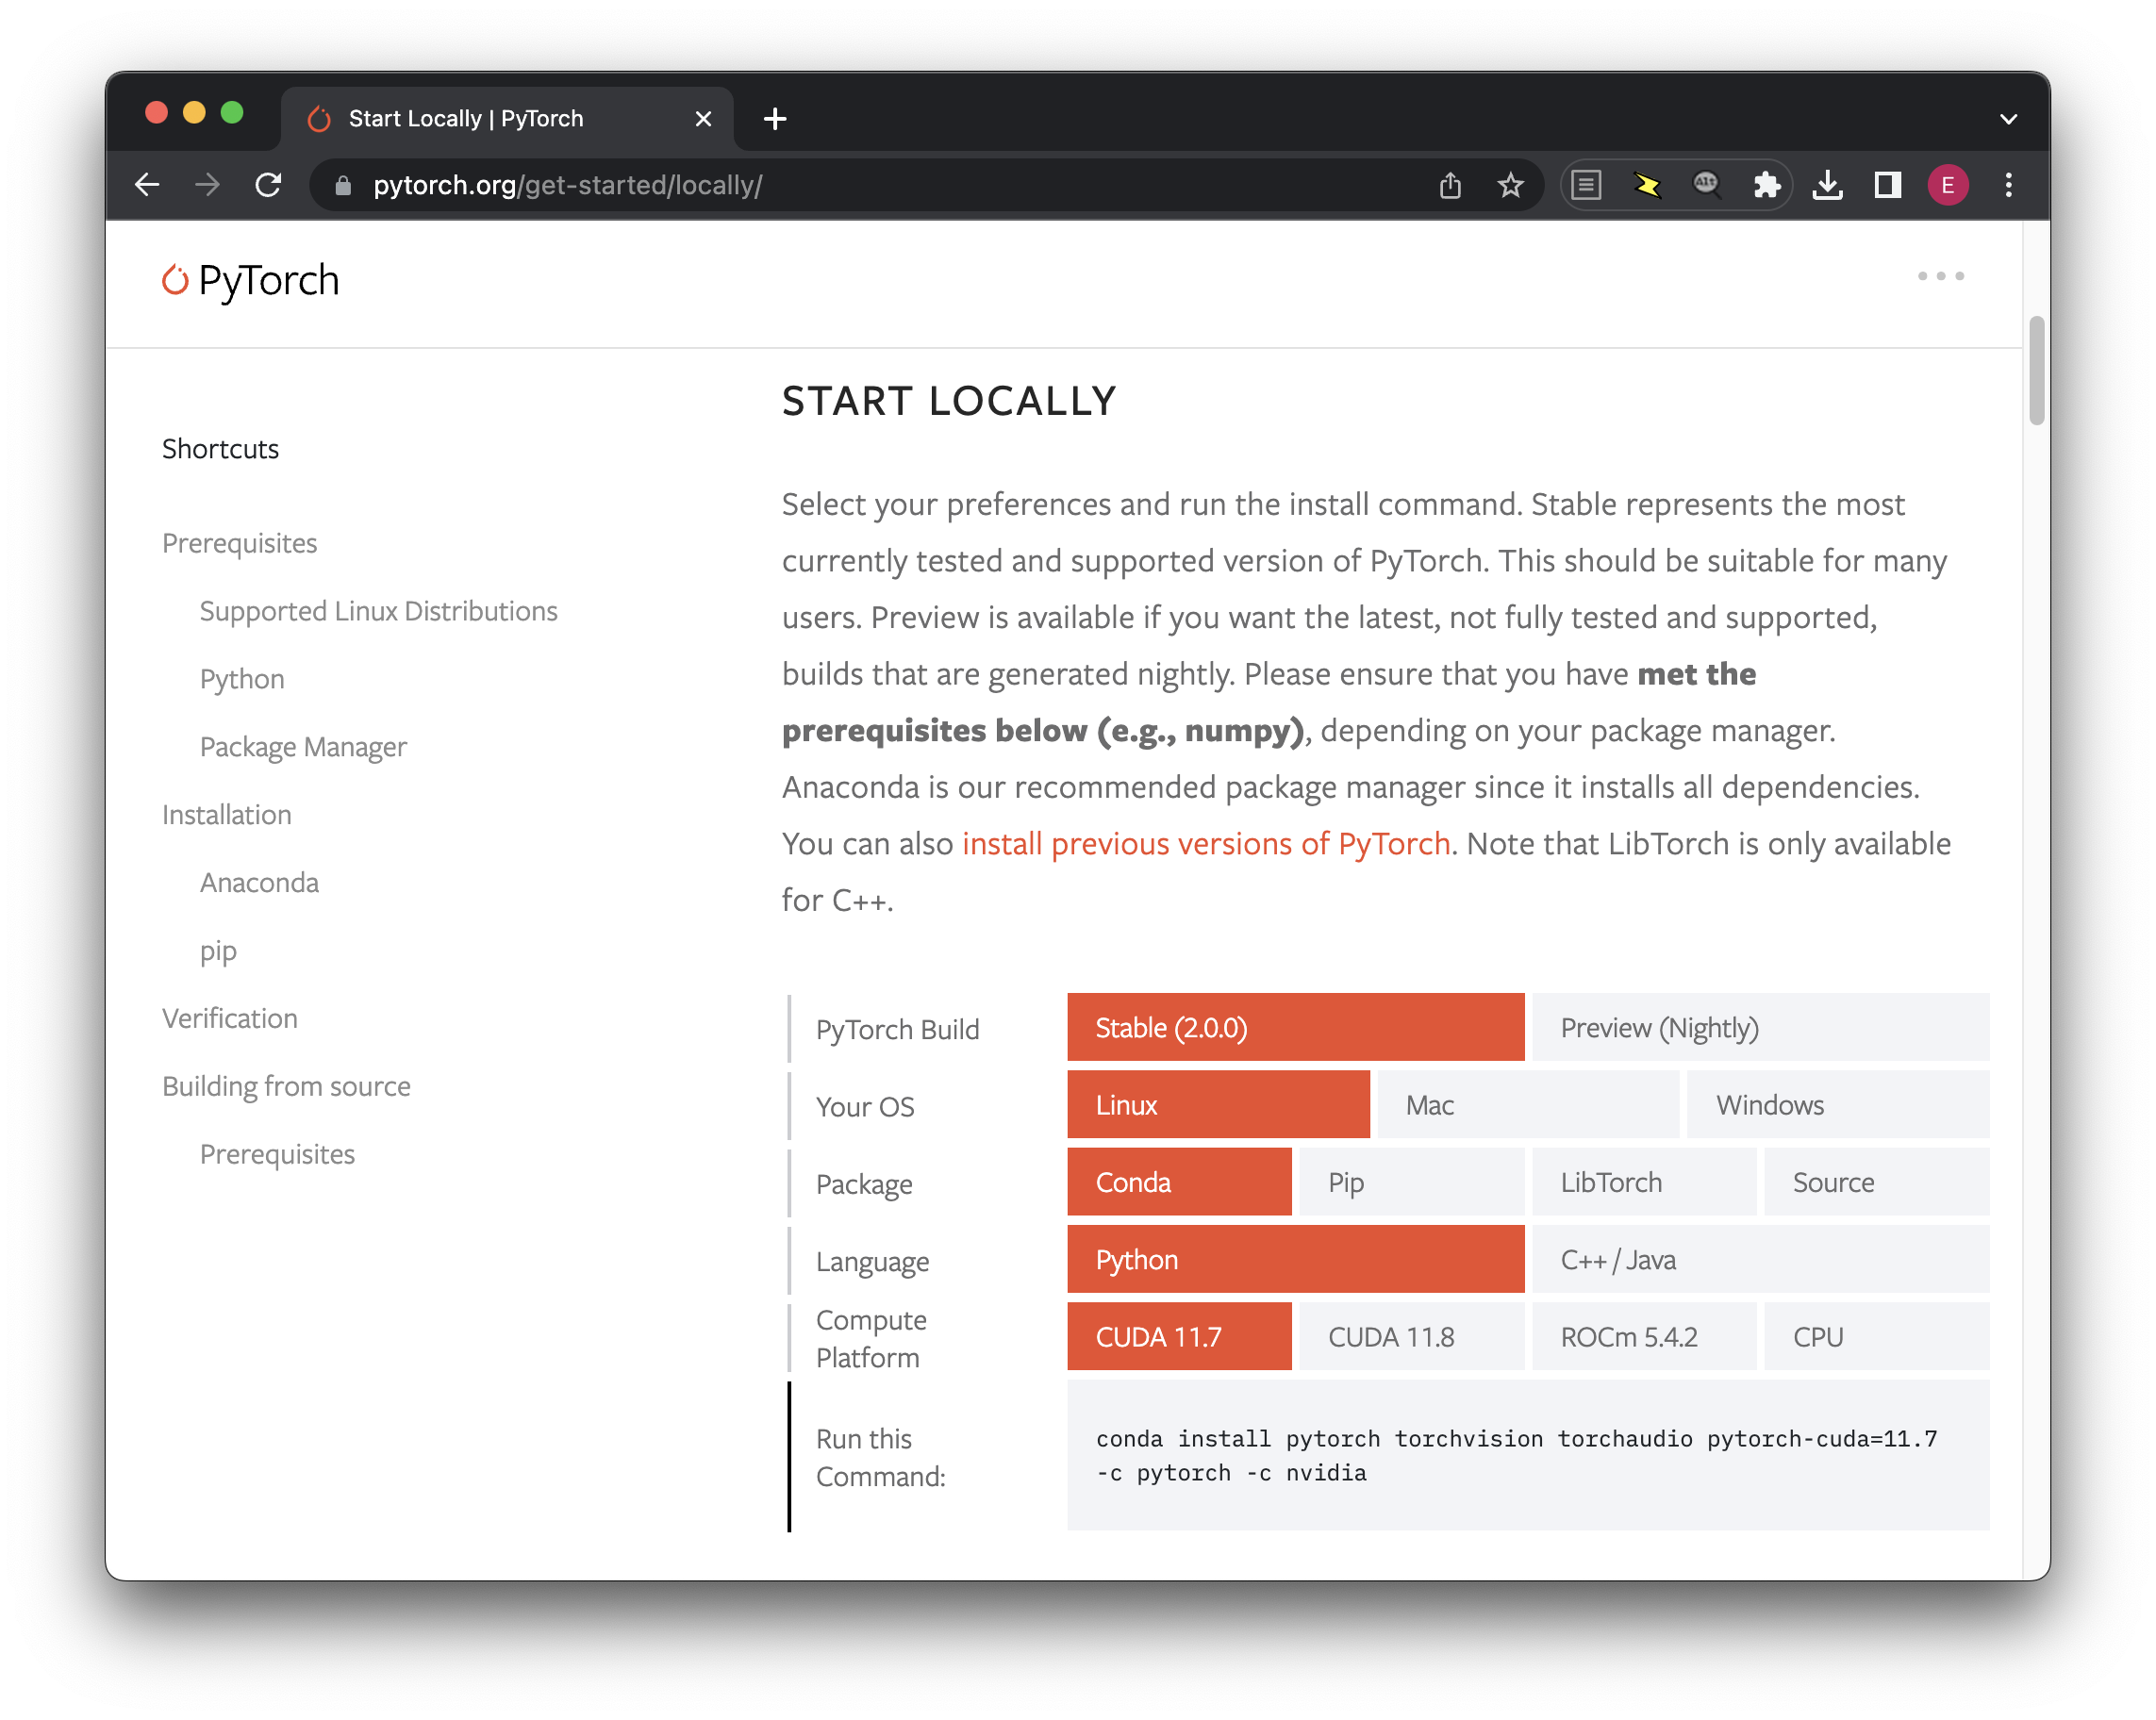 Start Locally | PyTorch
pytorch.org/get-started/locally/
Alt
E
PyTorch
Shortcuts
Prerequisites
Supported Linux Distributions
Python
Package Manager
Installation
Anaconda
pip
Verification
Building from source
Prerequisites
START LOCALLY
Select your preferences and run the install command. Stable represents the most
currently tested and supported version of PyTorch. This should be suitable for many
users. Preview is available if you want the latest, not fully tested and supported,
builds that are generated nightly. Please ensure that you have met the
prerequisites below (e.g., numpy), depending on your package manager.
Anaconda is our recommended package manager since it installs all dependencies.
You can also install previous versions of PyTorch. Note that LibTorch is only available
for C++.
PyTorch Build Stable (2.0.0) Preview (Nightly)
Your OS Linux Mac Windows
Package Conda Pip LibTorch Source
Language Python C++ / Java
Compute
Platform
CUDA 11.7 CUDA 11.8 ROCm 5.4.2 CPU
Run this
Command:
conda install pytorch torchvision torchaudio pytorch-cuda=11.7
-c pytorch -c nvidia